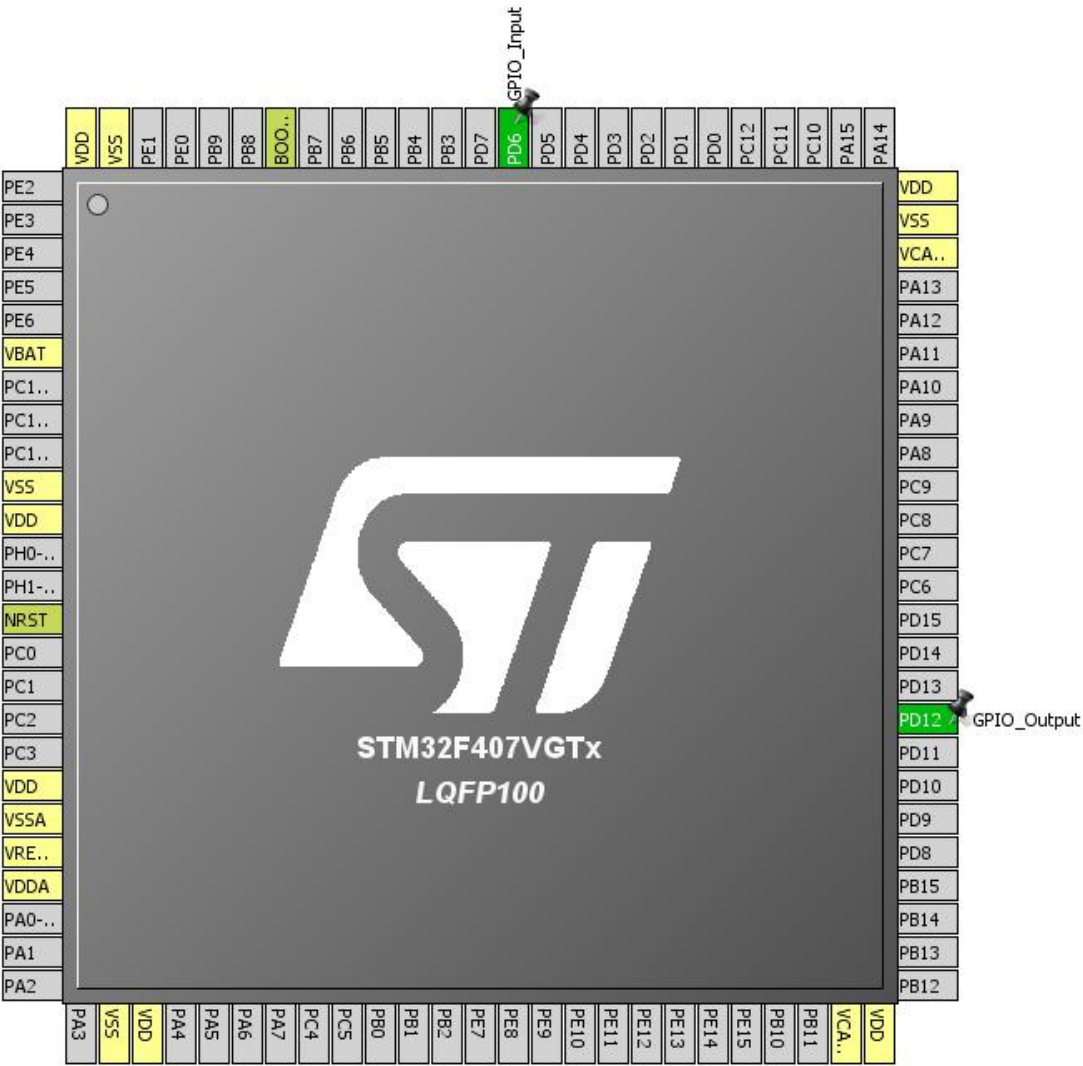 GPIO_Input
VDD
VSS
PE1
PE0
PB9
PB8
BOO..
PB7
PB6
PB5
PB4
PB3
PD7
PD6
PD5
PD4
PD3
PD2
PD1
PD0
PC12
PC11
PC10
PA15
PA14
PE2
PE3
PE4
PE5
PE6
VBAT
PC1..
PC1..
PC1..
VSS
VDD
PH0-..
PH1-..
NRST
PC0
PC1
PC2
PC3
VDD
VSSA
VRE..
VDDA
PA0-..
PA1
PA2
ST
STM32F407VGTx
LQFP100
VDD
VSS
VCA..
PA13
PA12
PA11
PA10
PA9
PA8
PC9
PC8
PC7
PC6
PD15
PD14
PD13
PD12 GPIO_Output
PD11
PD10
PD9
PD8
PB15
PB14
PB13
PB12
PA3
VSS
VDD
PA4
PA5
PA6
PA7
PC4
PC5
PB0
PB1
PB2
PE7
PE8
PE9
PE10
PE11
PE12
PE13
PE14
PE15
PB10
PB11
VCA..
VDD